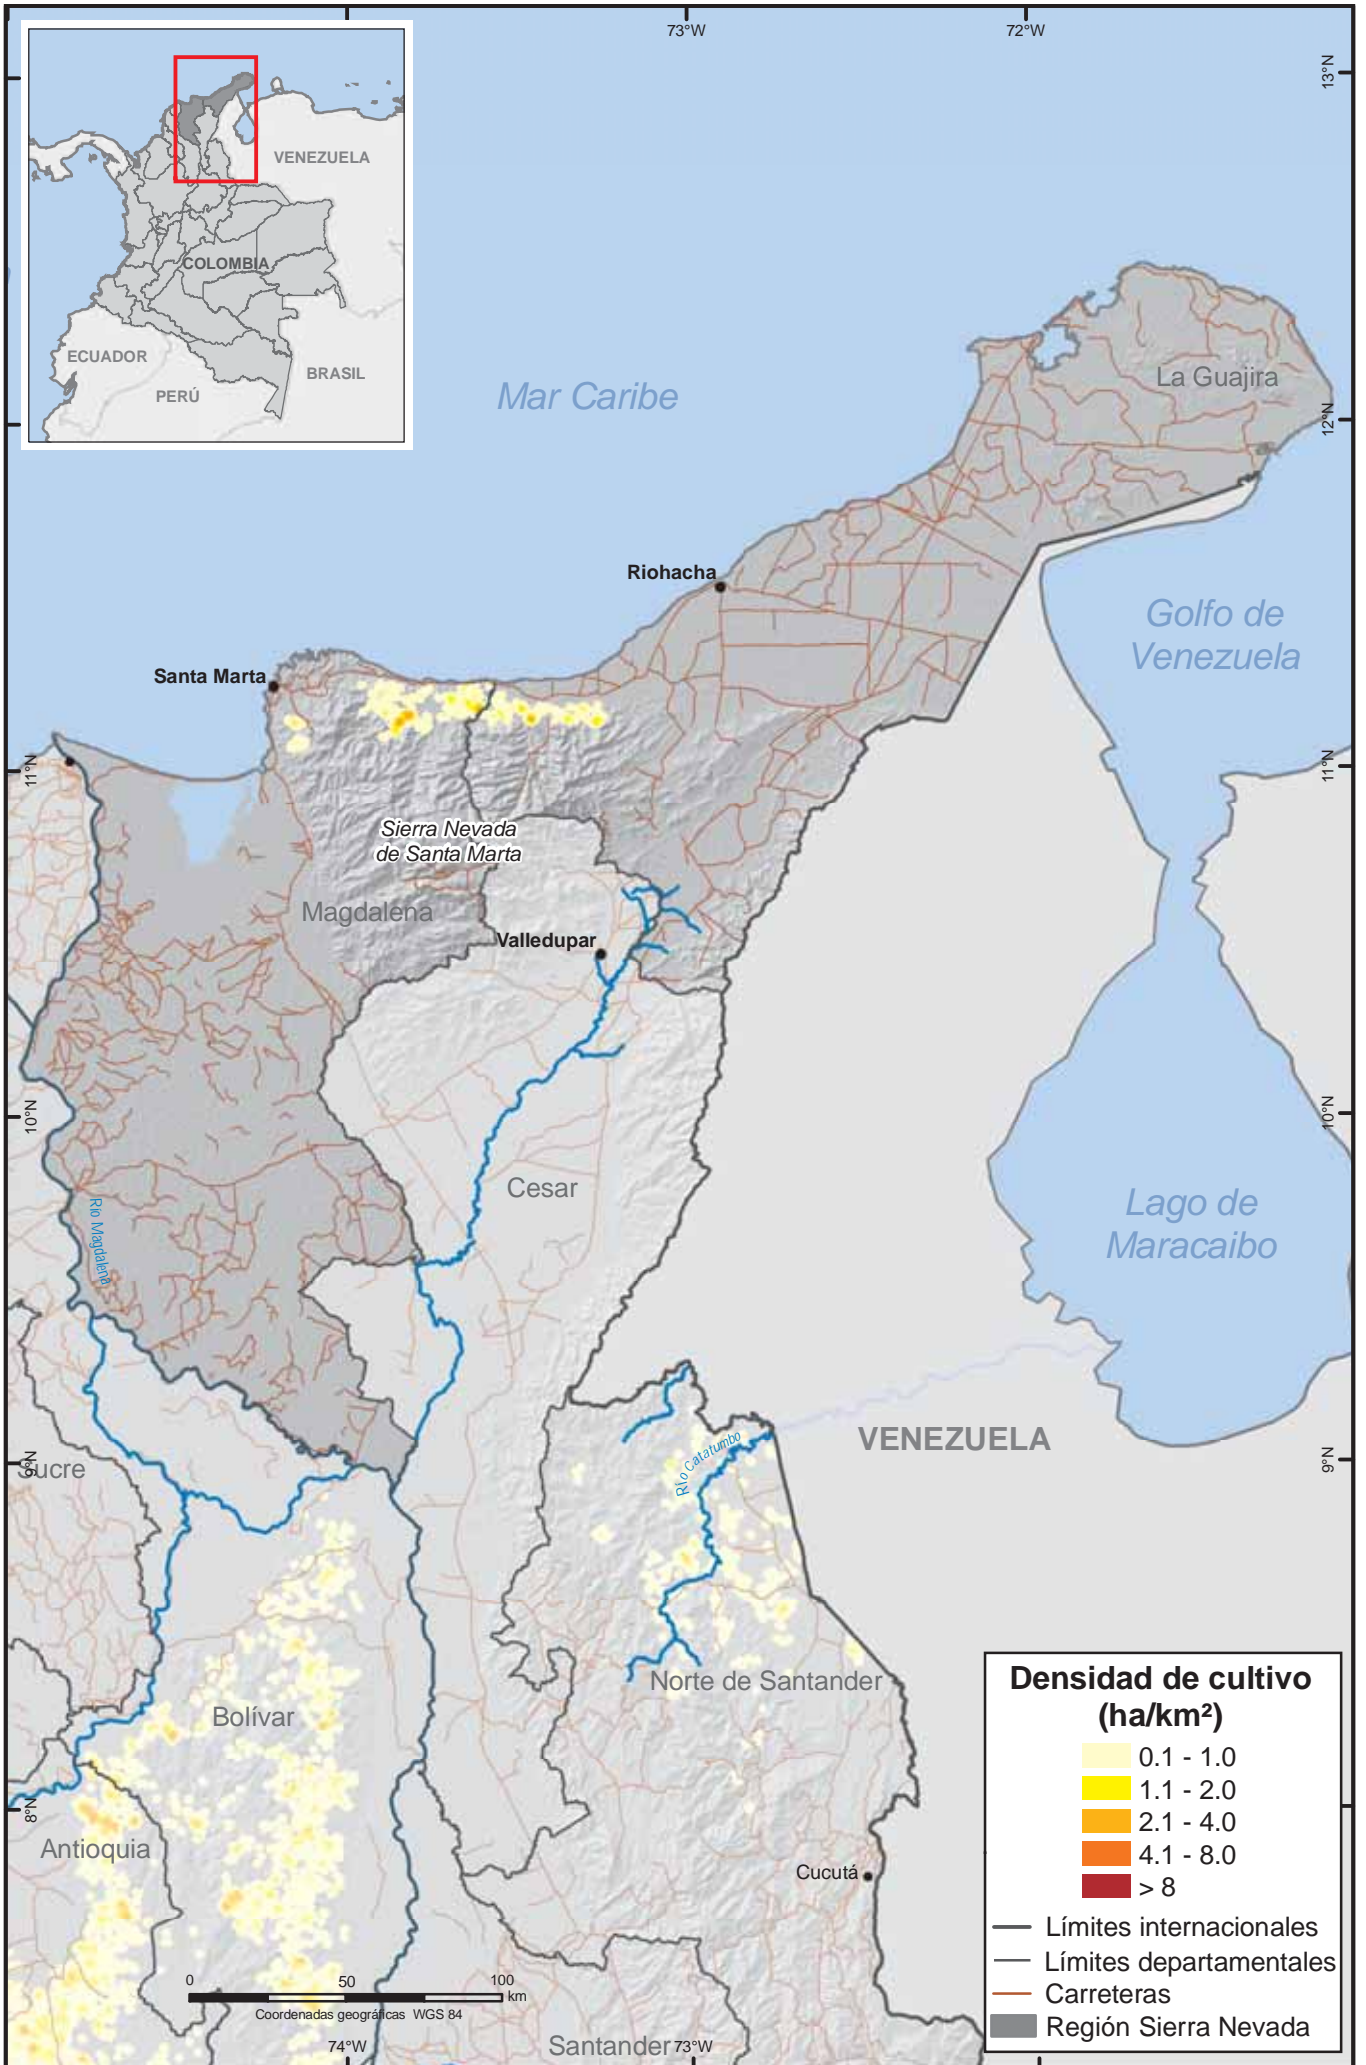 73°W
72°W
13°N
VENEZUELA
COLOMBIA
ECUADOR
PERÚ
BRASIL
Mar Caribe
La Guajira
12°N
Riohacha
Golfo de
Venezuela
Santa Marta
11°N
11°N
Sierra Nevada
de Santa Marta
Magdalena
Valledupar
10°N
10°N
Cesar
Río Magdalena
Lago de
Maracaibo
VENEZUELA
Río Catatumbo
Sucre
9°N
9°N
Norte de Santander
Bolívar
8°N
Antioquia
Cucutá
Densidad de cultivo
(ha/km²)
0.1 - 1.0
1.1 - 2.0
2.1 - 4.0
4.1 - 8.0
> 8
Límites internacionales
Límites departamentales
Carreteras
Región Sierra Nevada
0 50 100
km
Coordenadas geográficas WGS 84
74°W
Santander
73°W